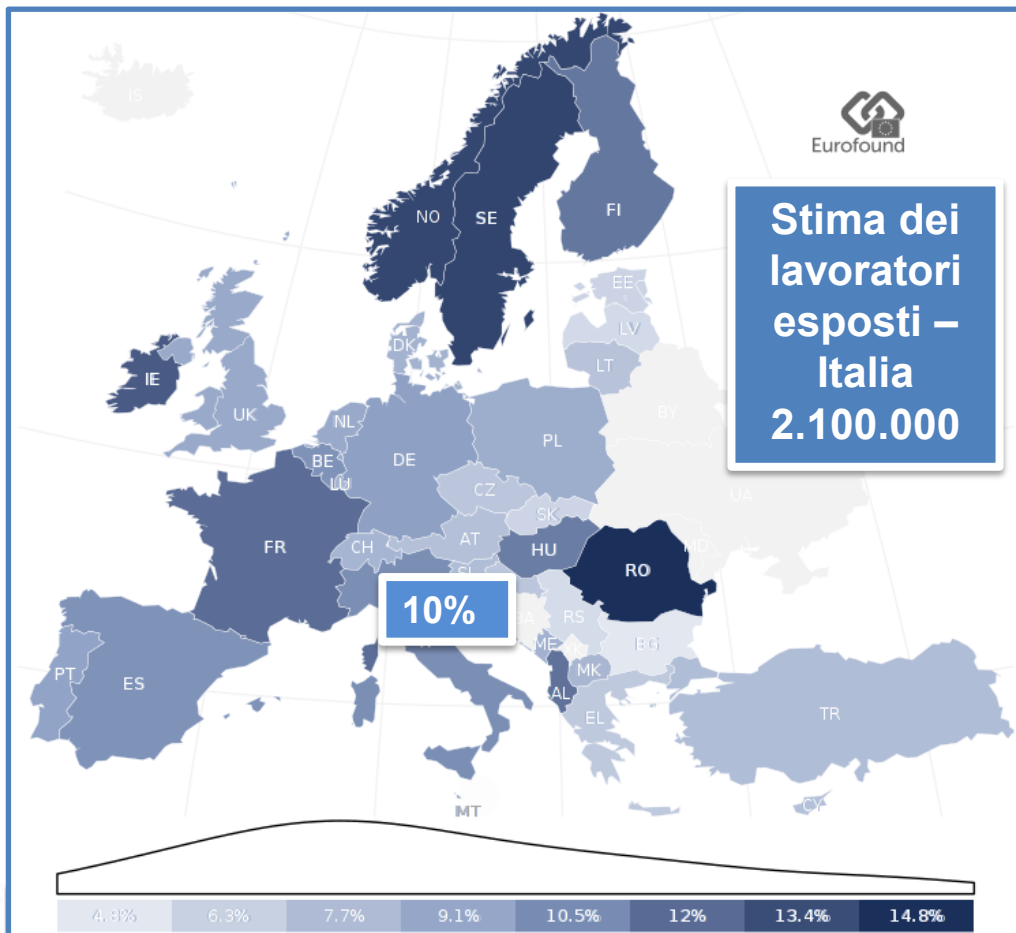 IS
Eurofound
Stima dei
lavoratori
esposti –
Italia
2.100.000
NO
SE
FI
EE
LV
LT
DK
IE
UK
NL
BE
LU
DE
PL
BY
UA
CZ
SK
FR
CH
AT
HU
MD
RO
10%
RS
ME
BG
MK
AL
PT
ES
EL
TR
MT
CY
4.8% 6.3% 7.7% 9.1% 10.5% 12% 13.4% 14.8%